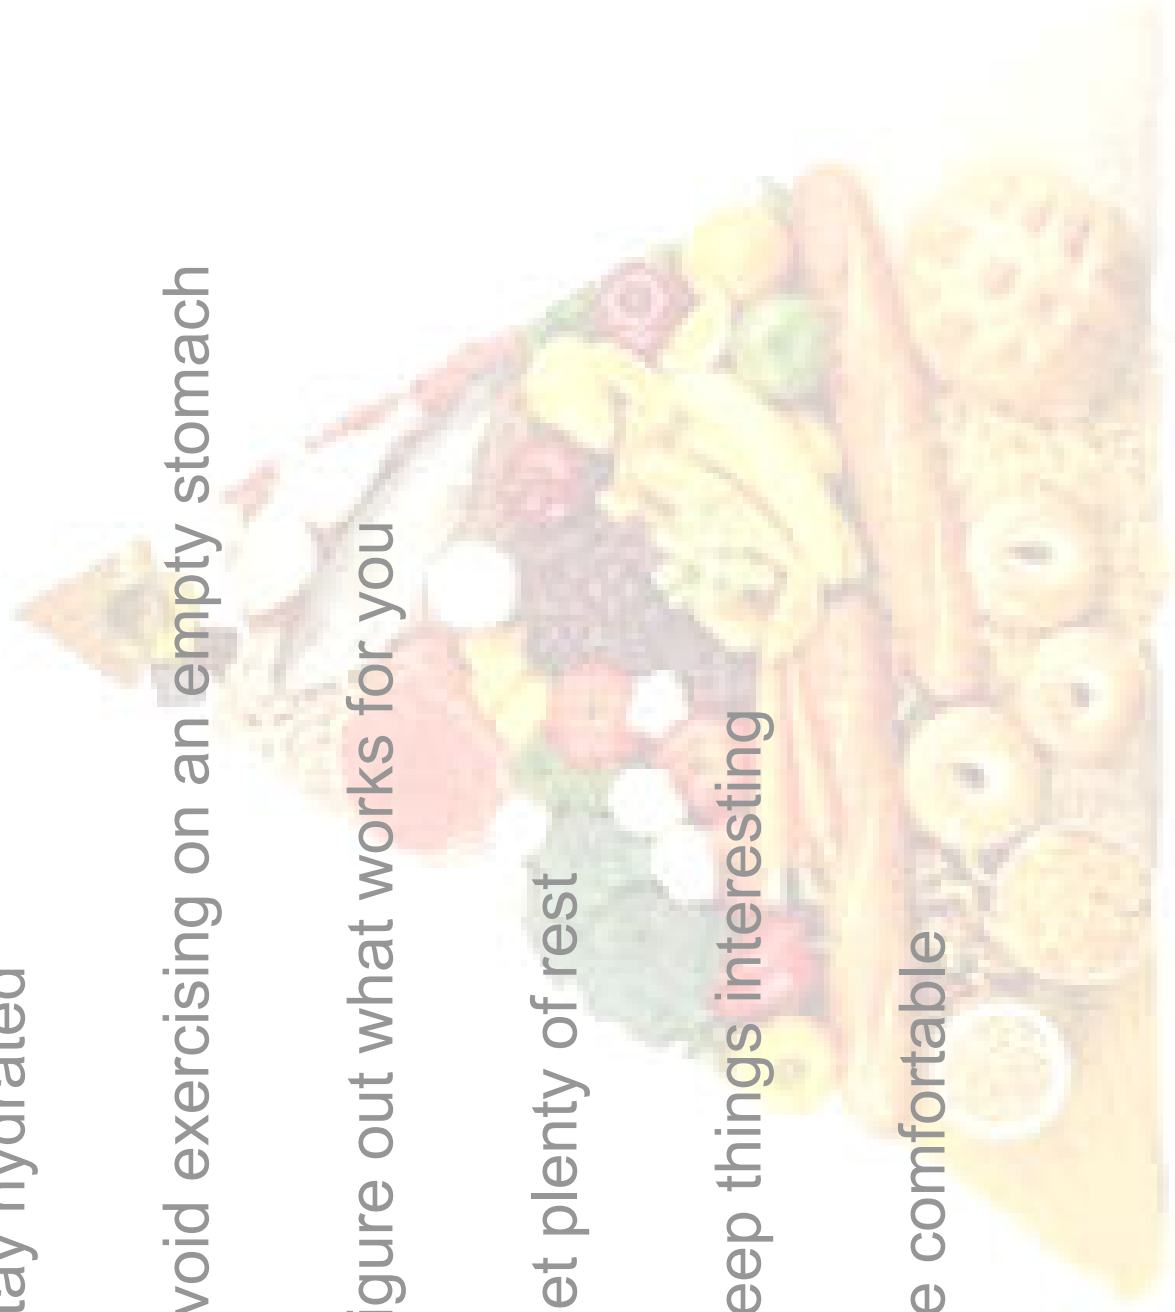 tay hydrated
void exercising on an empty stomach
igure out what works for you
et plenty of rest
eep things interesting
e comfortable